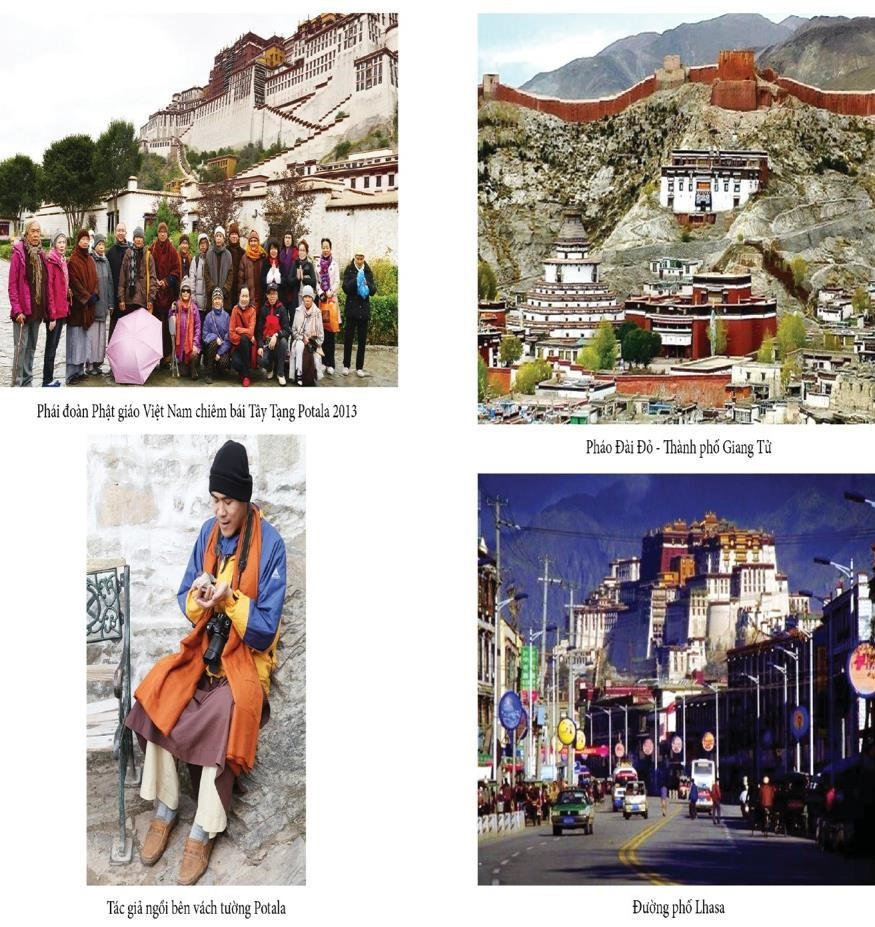 Phái đoàn Phật giáo Việt Nam chiêm bái Tây Tạng Potala 2013
Pháo Đài Đỏ - Thành phố Giang Tử
Tác giả ngồi bên vách tường Potala
Đường phố Lhasa